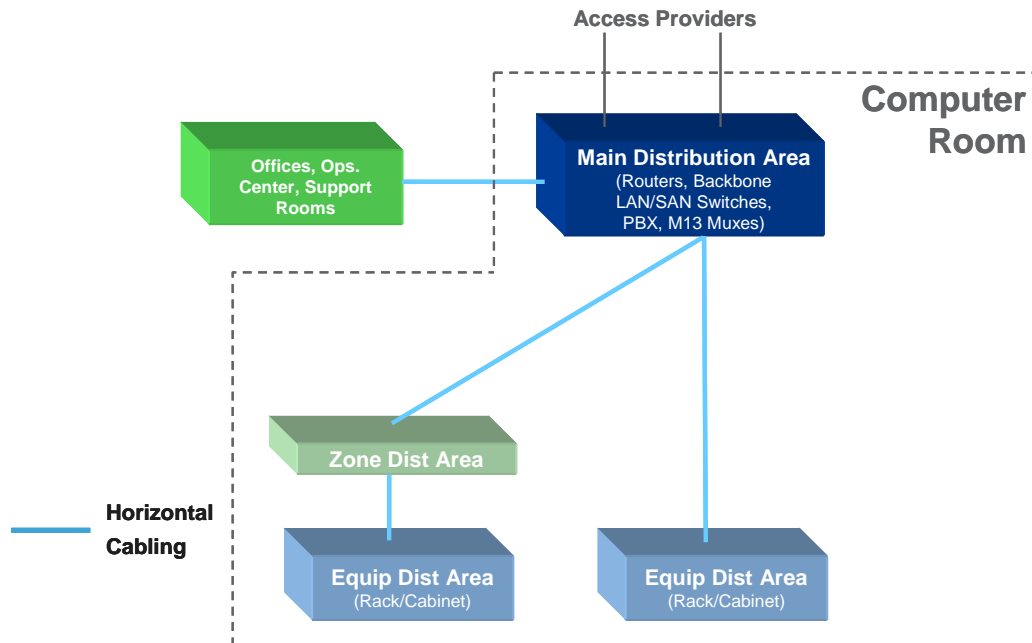 Access Providers
Computer
Room
Offices, Ops.
Center, Support
Rooms
Main Distribution Area
(Routers, Backbone
LAN/SAN Switches,
PBX, M13 Muxes)
Zone Dist Area
Horizontal
Cabling
Equip Dist Area
(Rack/Cabinet)
Equip Dist Area
(Rack/Cabinet)